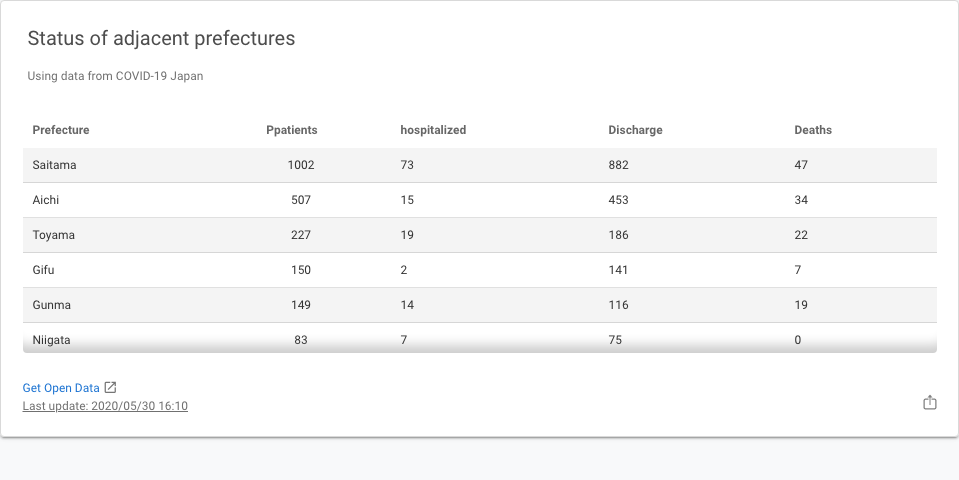 Status of adjacent prefectures
Using data from COVID-19 Japan
Prefecture Ppatients hospitalized Discharge Deaths
Saitama 1002 73 882 47
Aichi 507 15 453 34
Toyama 227 19 186 22
Gifu 150 2 141 7
Gunma 149 14 116 19
Niigata 83 7 75 0
Get Open Data
Last update: 2020/05/30 16:10